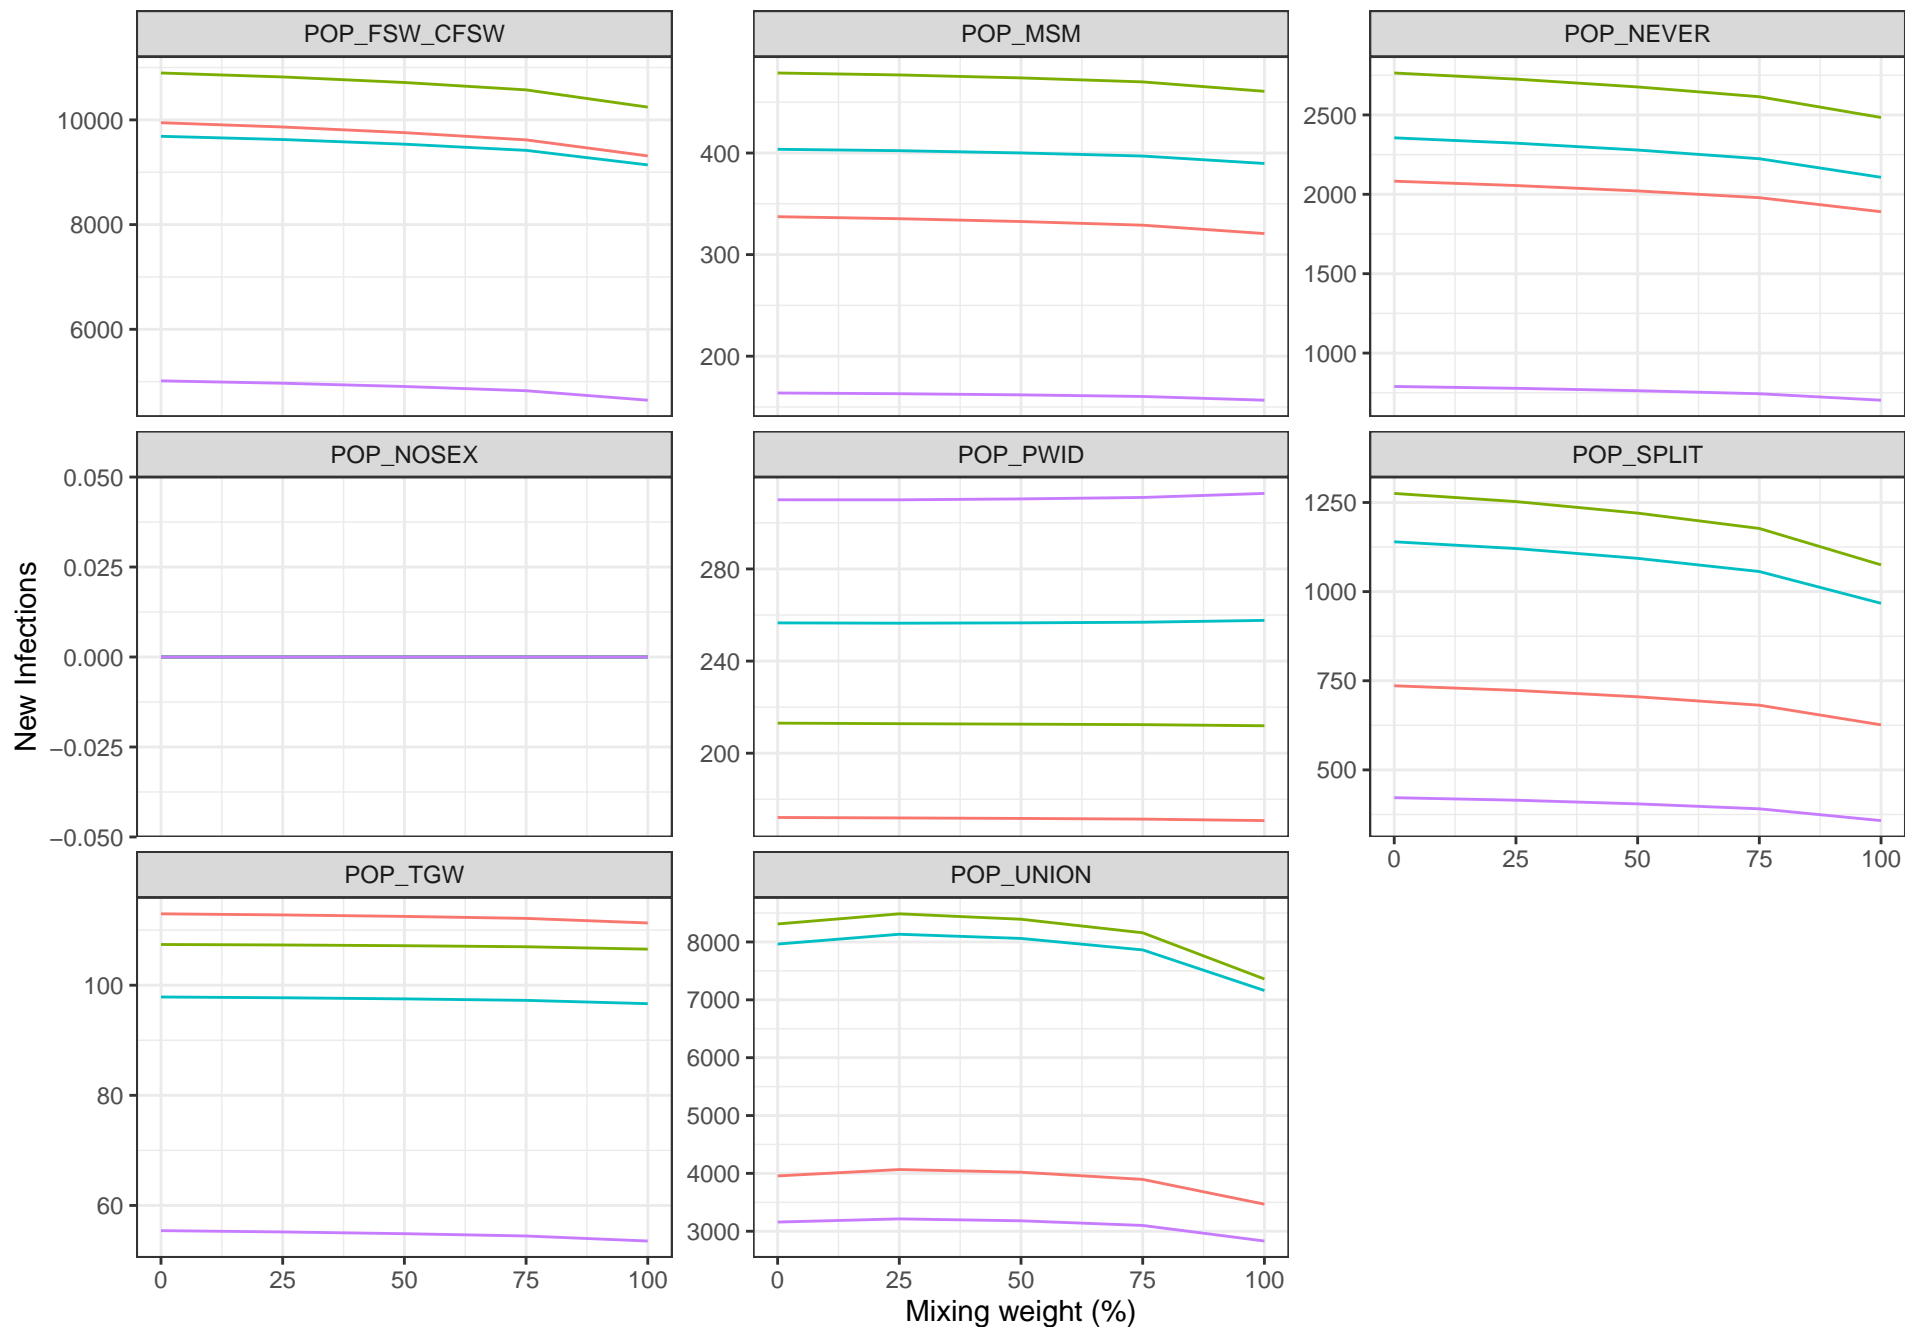 POP_FSW_CFSW
POP_MSM
POP_NEVER
10000
8000
6000
400
300
200
2500
2000
1500
1000
POP_NOSEX
POP_PWID
POP_SPLIT
0.050
0.025
0.000
−0.025
−0.050
280
240
200
1250
1000
750
500
0 25 50 75 100
POP_TGW
POP_UNION
100
80
60
8000
7000
6000
5000
4000
3000
0 25 50 75 100
0 25 50 75 100
New Infections
Mixing weight (%)